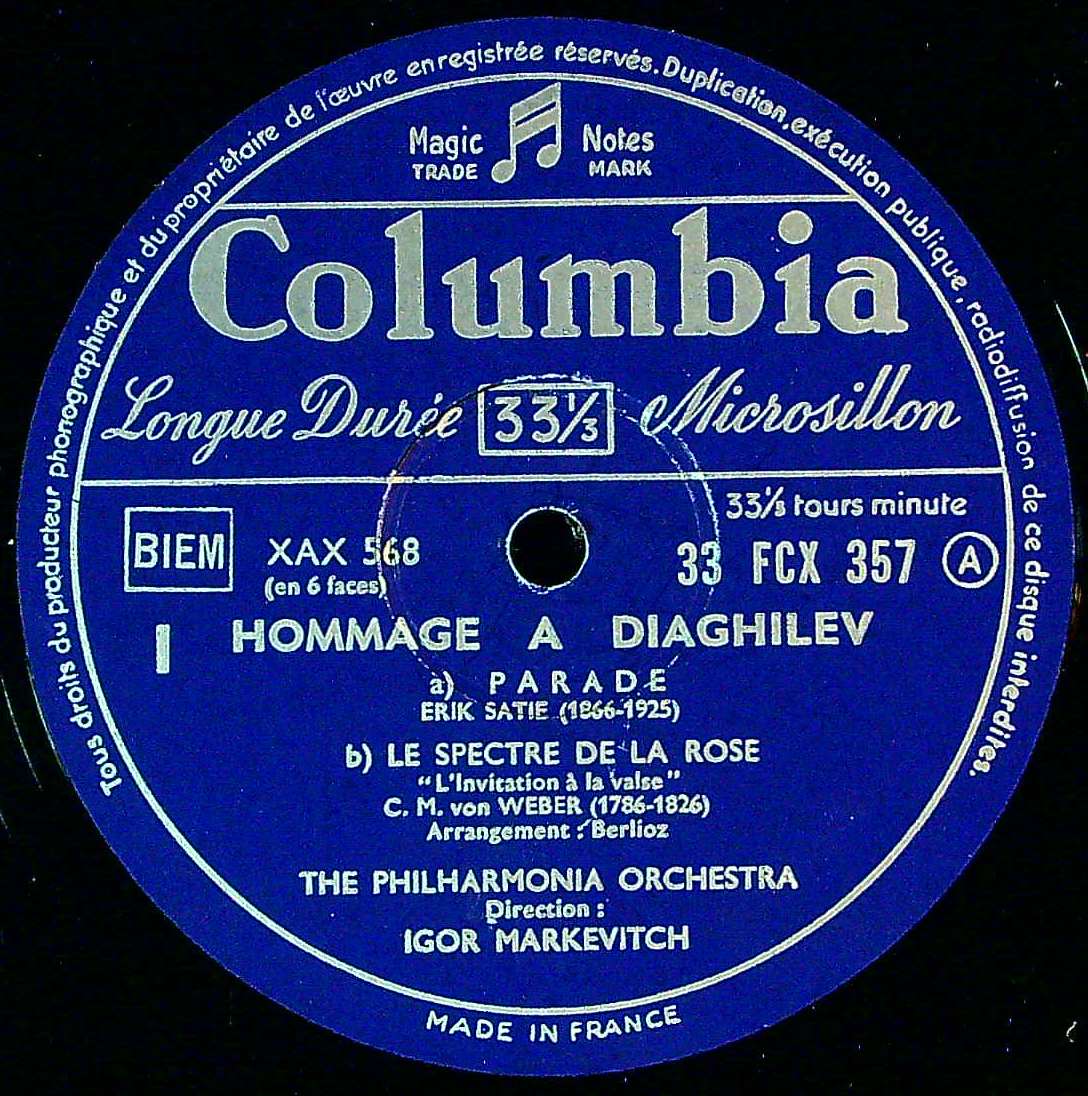 Tous droits du producteur phonographique et du propriétaire de l'œuvre enregistrée réservés. Duplication, exécution publique, radiodiffusion de ce disque interdites.
Magic Notes
TRADE MARK
Columbia
Longue Durée 33⅓ Microsillon
33⅓ tours minute
BIEM XAX 568 33 FCX 357 A
(en 6 faces)
I HOMMAGE A DIAGHILEV
a) PARADE
ERIK SATIE (1866-1925)
b) LE SPECTRE DE LA ROSE
"L'Invitation à la valse"
C. M. von WEBER (1786-1826)
Arrangement : Berlioz
THE PHILHARMONIA ORCHESTRA
Direction :
IGOR MARKEVITCH
MADE IN FRANCE